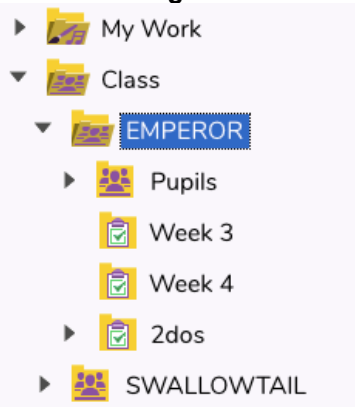 My Work
Class
EMPEROR
Pupils
Week 3
Week 4
2dos
SWALLOWTAIL